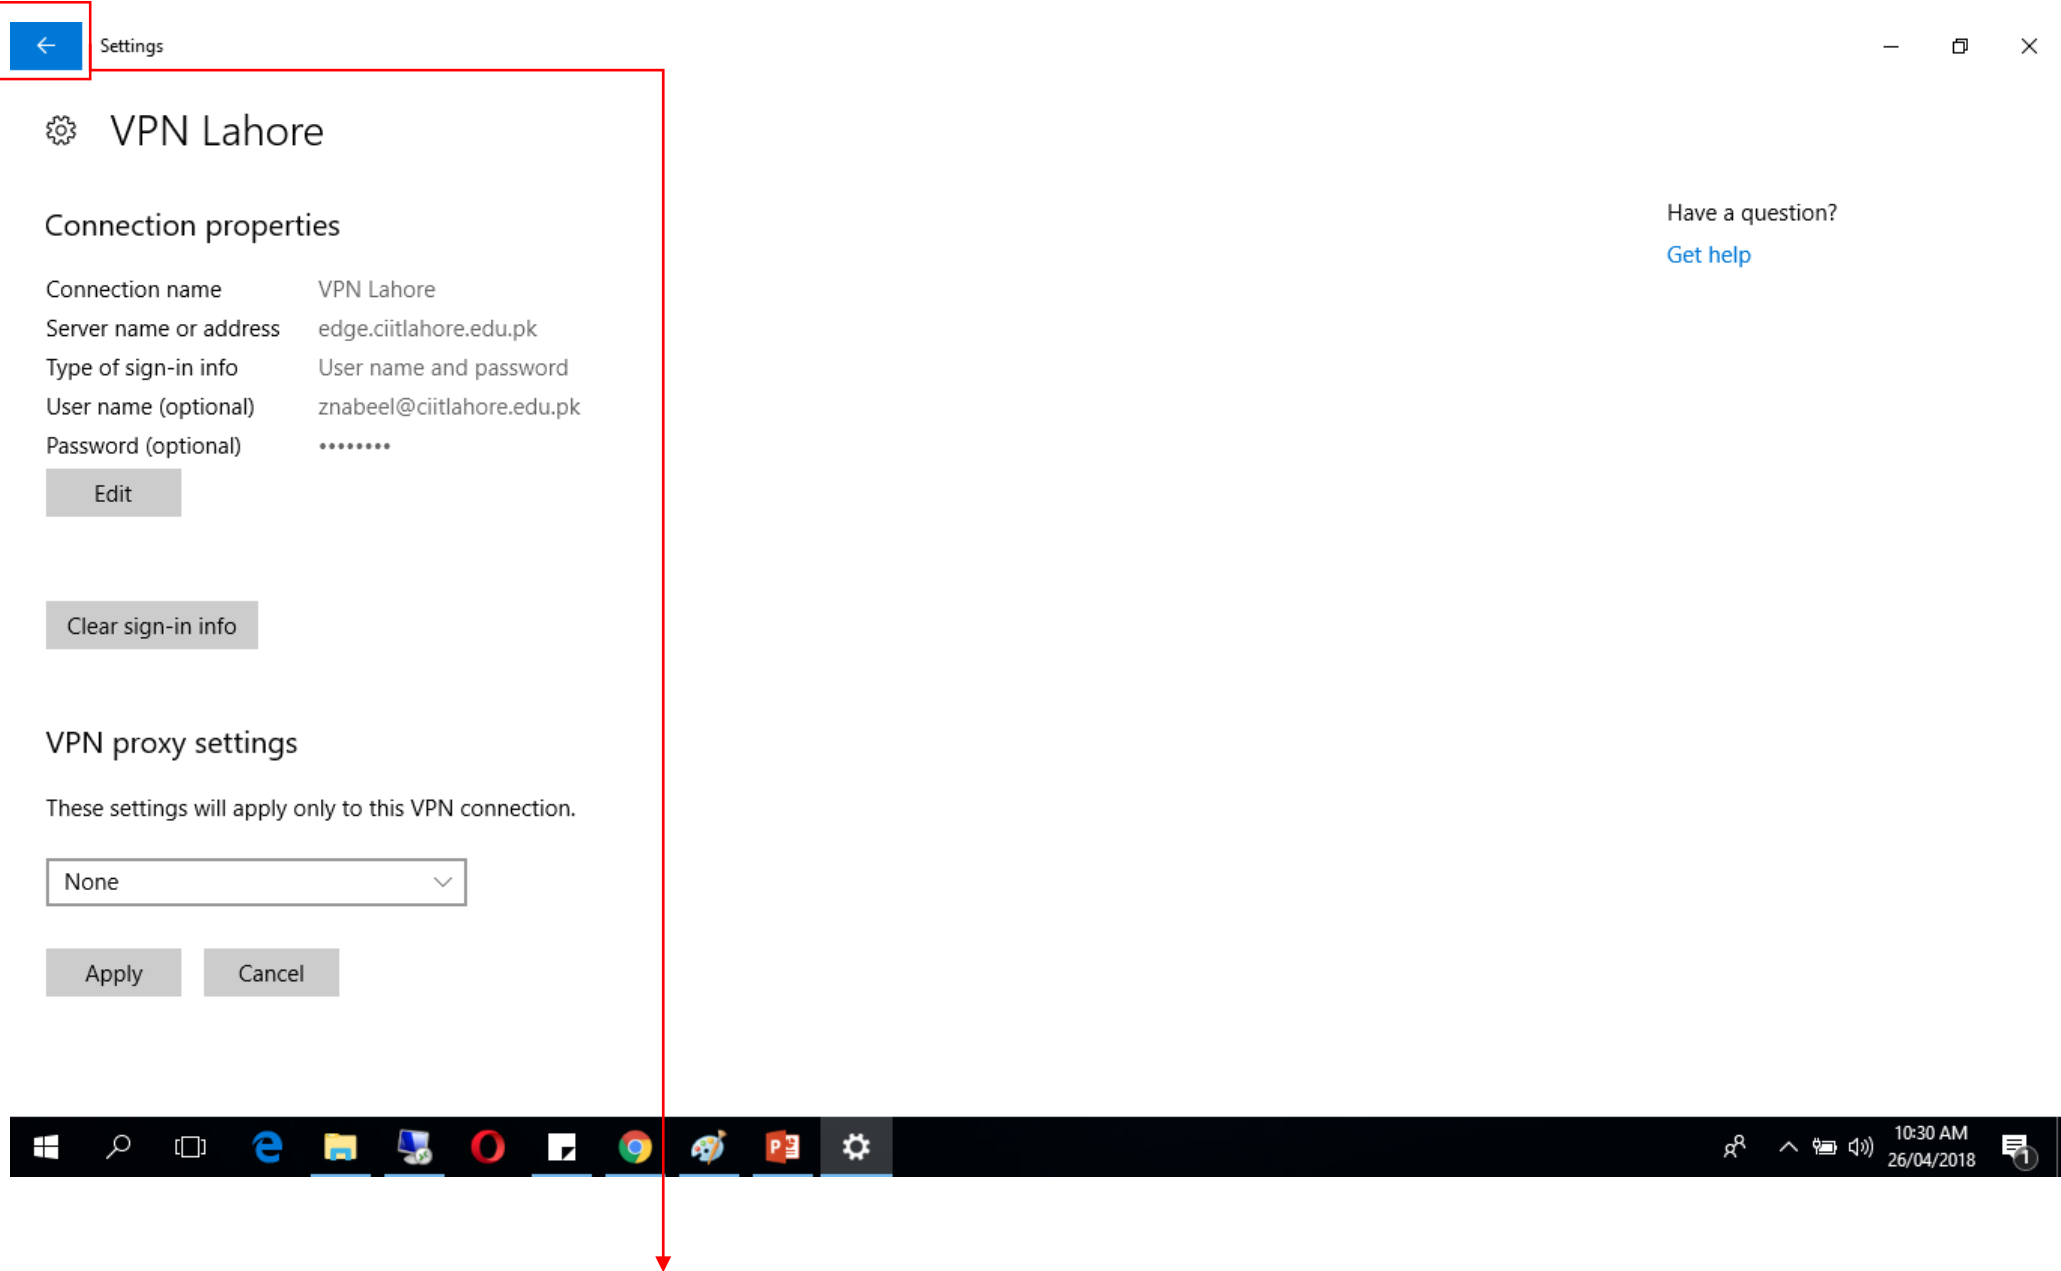 Settings
VPN Lahore
Connection properties
Have a question?
Get help
Connection name VPN Lahore
Server name or address edge.ciitlahore.edu.pk
Type of sign-in info User name and password
User name (optional) znabeel@ciitlahore.edu.pk
Password (optional) ••••••••
Edit
Clear sign-in info
VPN proxy settings
These settings will apply only to this VPN connection.
None
Apply Cancel
10:30 AM
26/04/2018
1